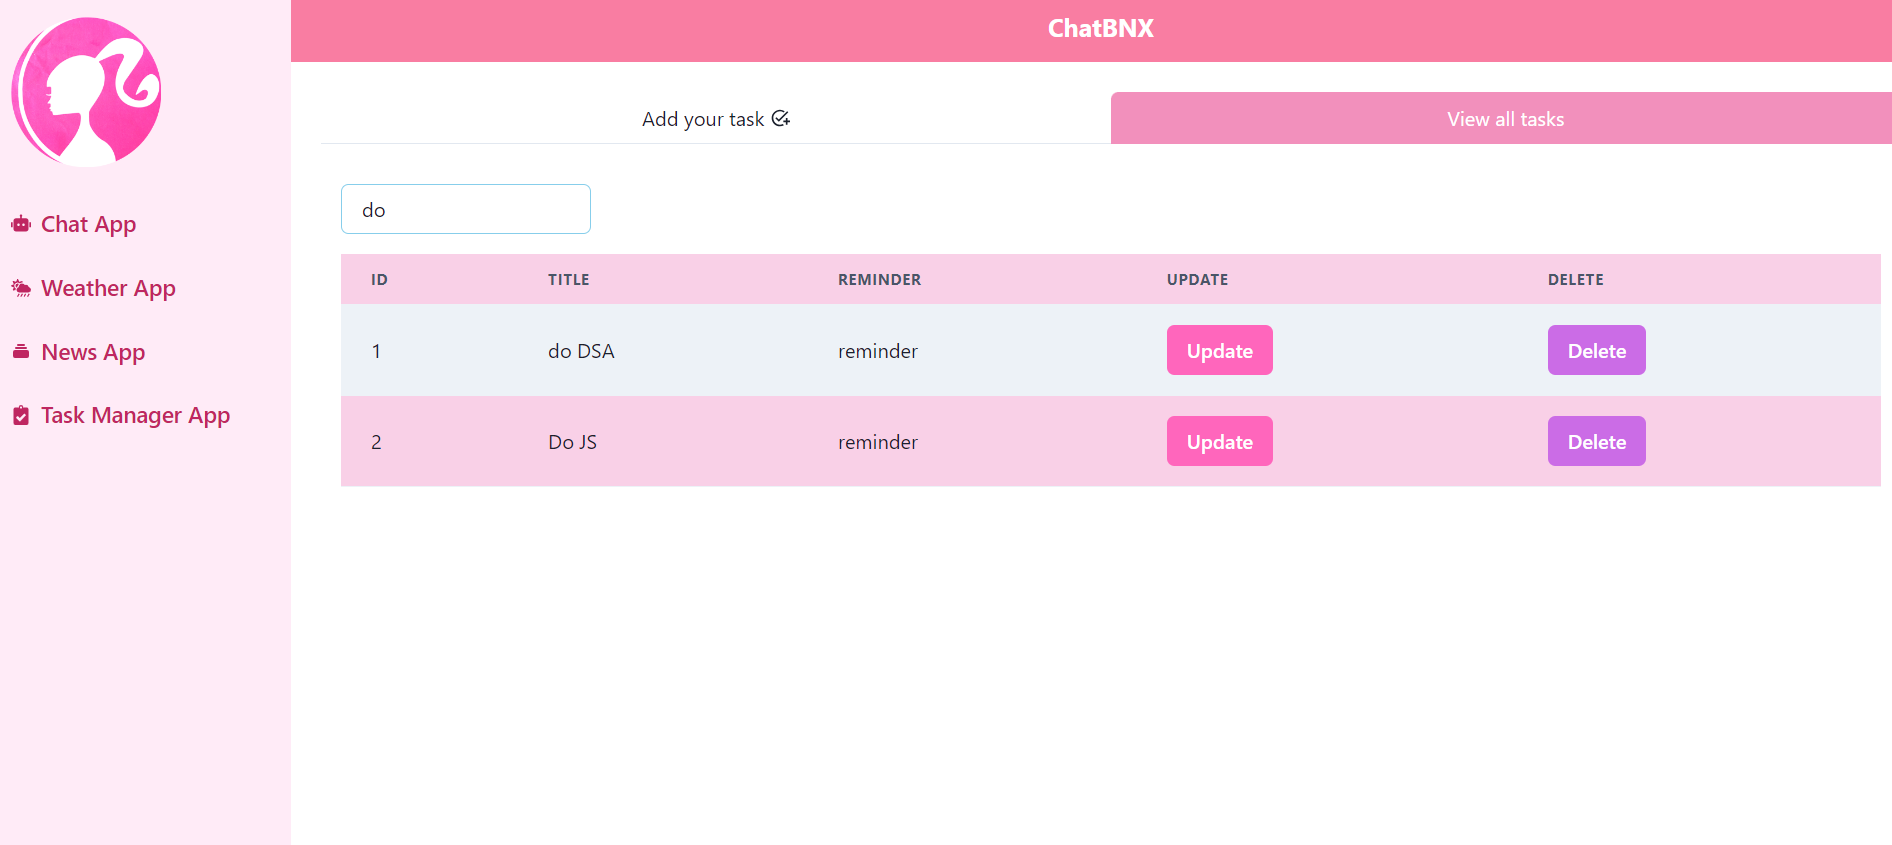 ChatBNX
Chat App
Weather App
News App
Task Manager App
Add your task
View all tasks
do
ID TITLE REMINDER UPDATE DELETE
1 do DSA reminder Update Delete
2 Do JS reminder Update Delete